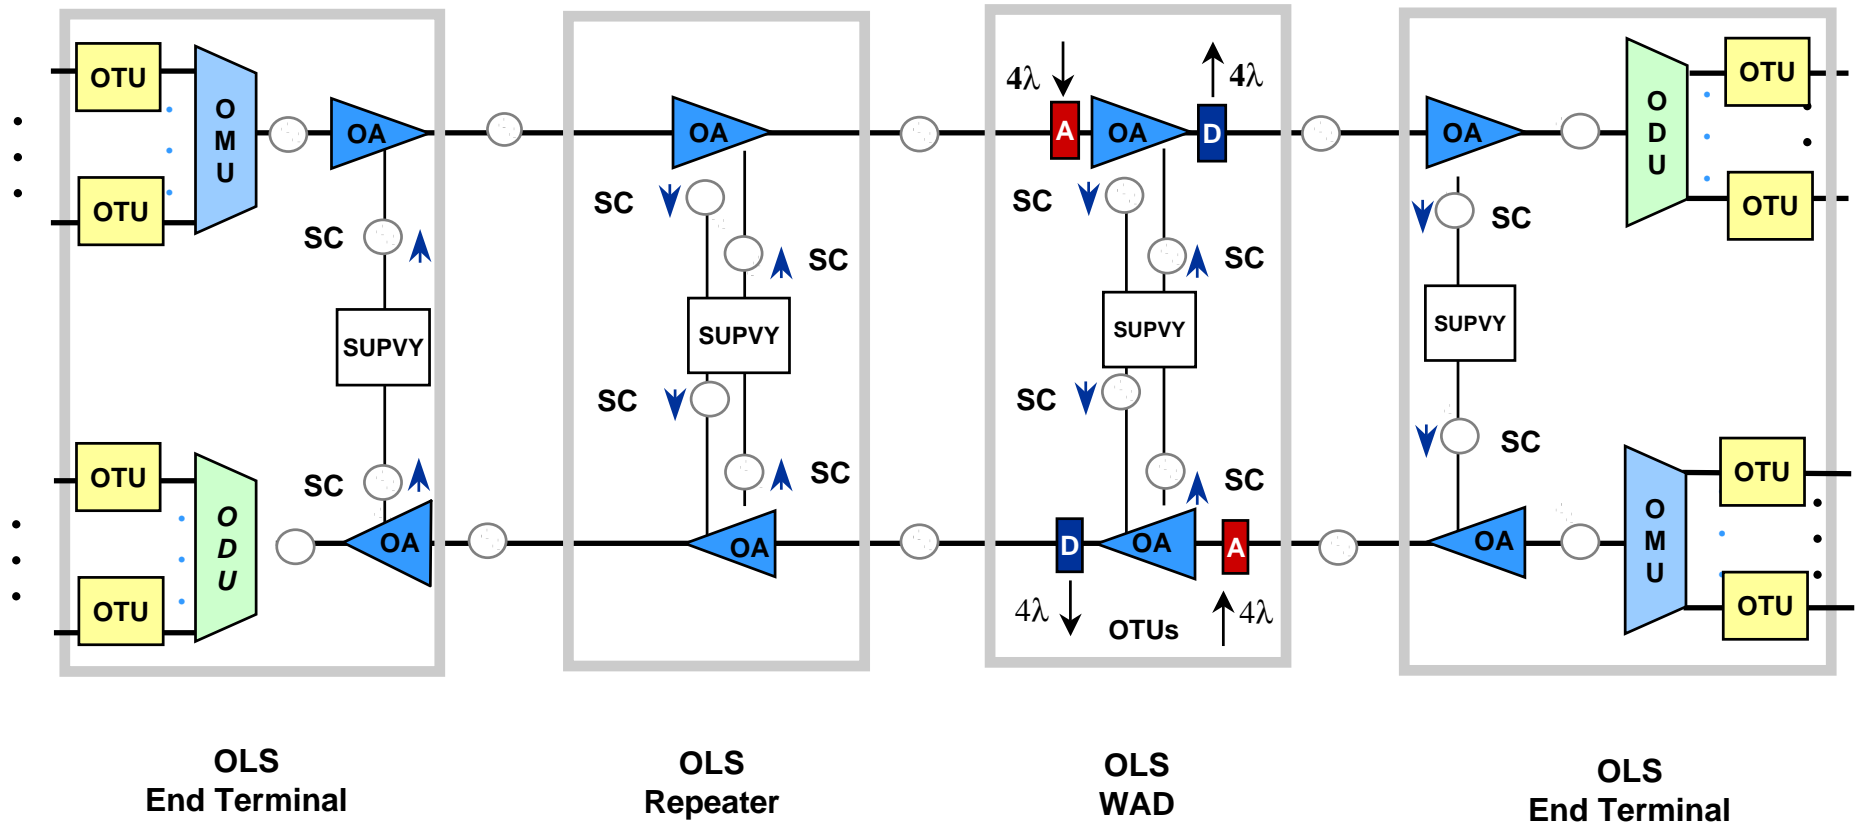 OTU
OMU
OA
OTU
SC
SUPVY
SC
OTU
ODU
OA
OTU
OLS
End Terminal
OA
SC
SC
SUPVY
SC
SC
OA
OLS
Repeater
4λ
4λ
A
OA
D
SC
SC
SUPVY
SC
SC
D
OA
A
4λ
OTUs
4λ
OLS
WAD
OA
ODU
OTU
OTU
SC
SUPVY
SC
OA
OMU
OTU
OTU
OLS
End Terminal